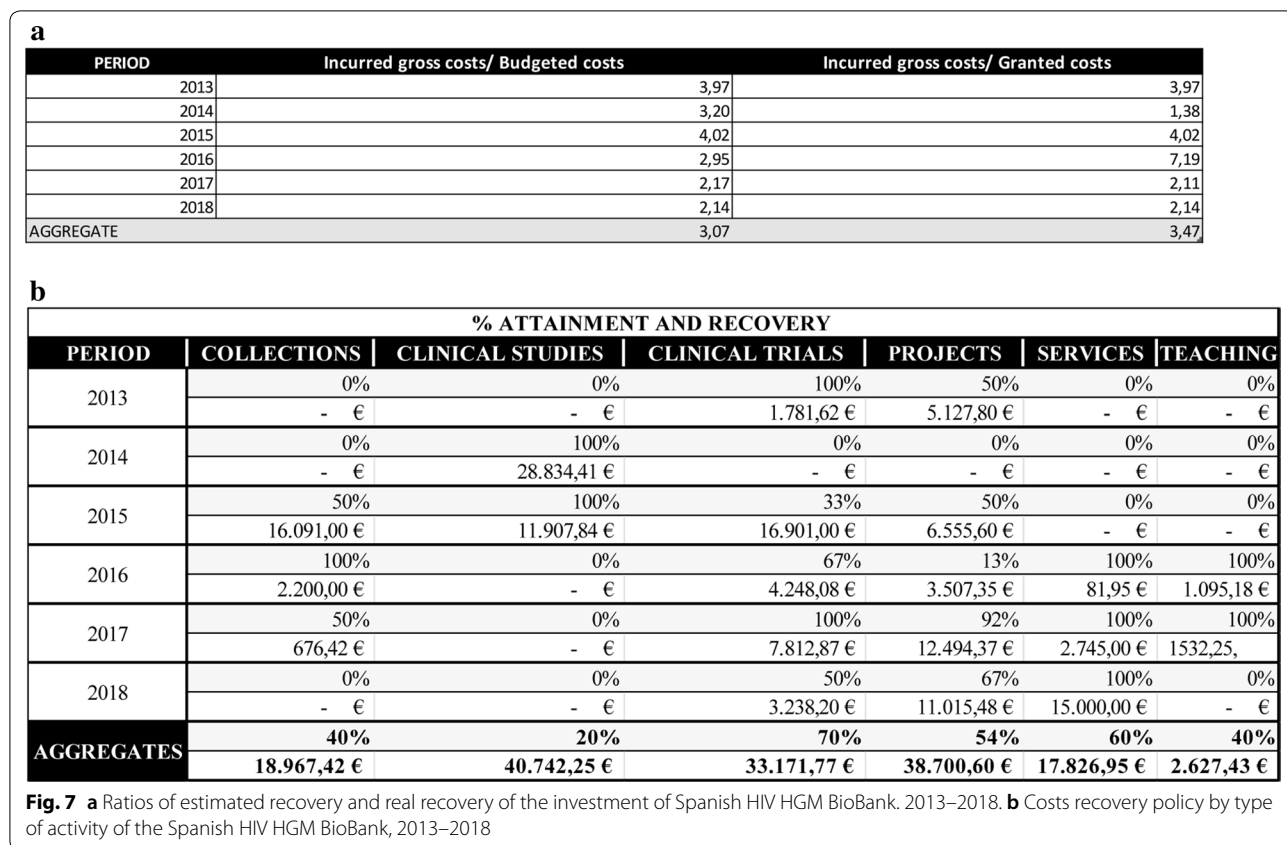 a
PERIOD Incurred gross costs/ Budgeted costs Incurred gross costs/ Granted costs
2013 3,97 3,97
2014 3,20 1,38
2015 4,02 4,02
2016 2,95 7,19
2017 2,17 2,11
2018 2,14 2,14
AGGREGATE 3,07 3,47
b
% ATTAINMENT AND RECOVERY
PERIOD COLLECTIONS CLINICAL STUDIES CLINICAL TRIALS PROJECTS SERVICES TEACHING
2013 0% 0% 100% 50% 0% 0%
- € - € 1.781,62 € 5.127,80 € - € - €
2014 0% 100% 0% 0% 0% 0%
- € 28.834,41 € - € - € - € - €
2015 50% 100% 33% 50% 0% 0%
16.091,00 € 11.907,84 € 16.901,00 € 6.555,60 € - € - €
2016 100% 0% 67% 13% 100% 100%
2.200,00 € - € 4.248,08 € 3.507,35 € 81,95 € 1.095,18 €
2017 50% 0% 100% 92% 100% 100%
676,42 € - € 7.812,87 € 12.494,37 € 2.745,00 € 1532,25,
2018 0% 0% 50% 67% 100% 0%
- € - € 3.238,20 € 11.015,48 € 15.000,00 € - €
AGGREGATES 40% 20% 70% 54% 60% 40%
18.967,42 € 40.742,25 € 33.171,77 € 38.700,60 € 17.826,95 € 2.627,43 €
Fig. 7 a Ratios of estimated recovery and real recovery of the investment of Spanish HIV HGM BioBank. 2013–2018. b Costs recovery policy by type
of activity of the Spanish HIV HGM BioBank, 2013–2018